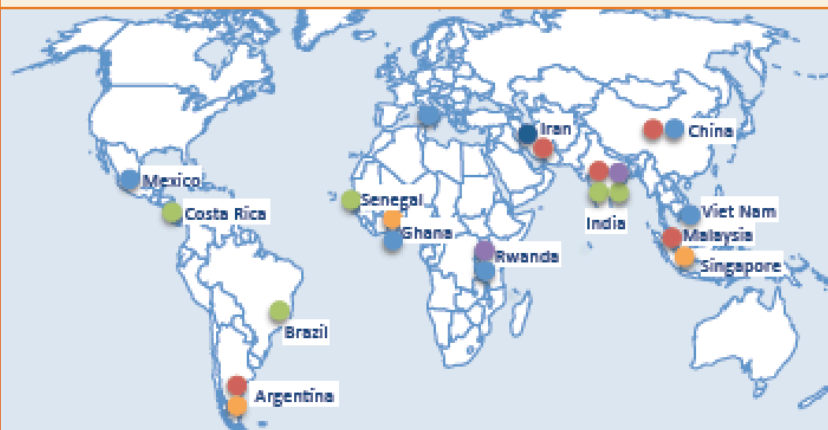 Iran
China
Mexico
Senegal
Costa Rica
Viet Nam
India
Ghana
Malaysia
Rwanda
Singapore
Brazil
Argentina